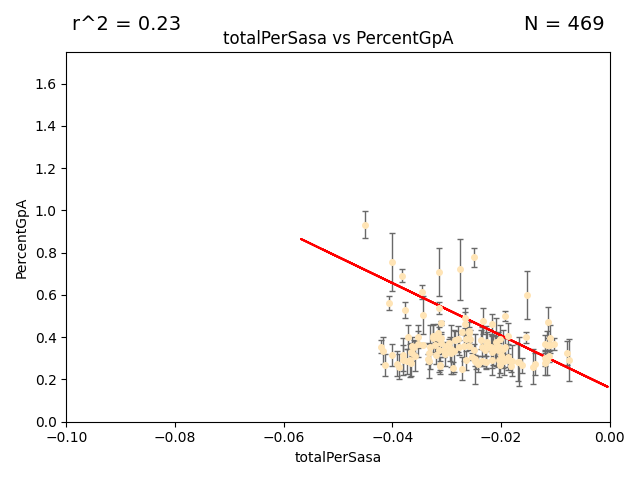 r^2 = 0.23
N = 469
totalPerSasa vs PercentGpA
PercentGpA
1.6
1.4
1.2
1.0
0.8
0.6
0.4
0.2
0.0
−0.10 −0.08 −0.06 −0.04 −0.02 0.00
totalPerSasa